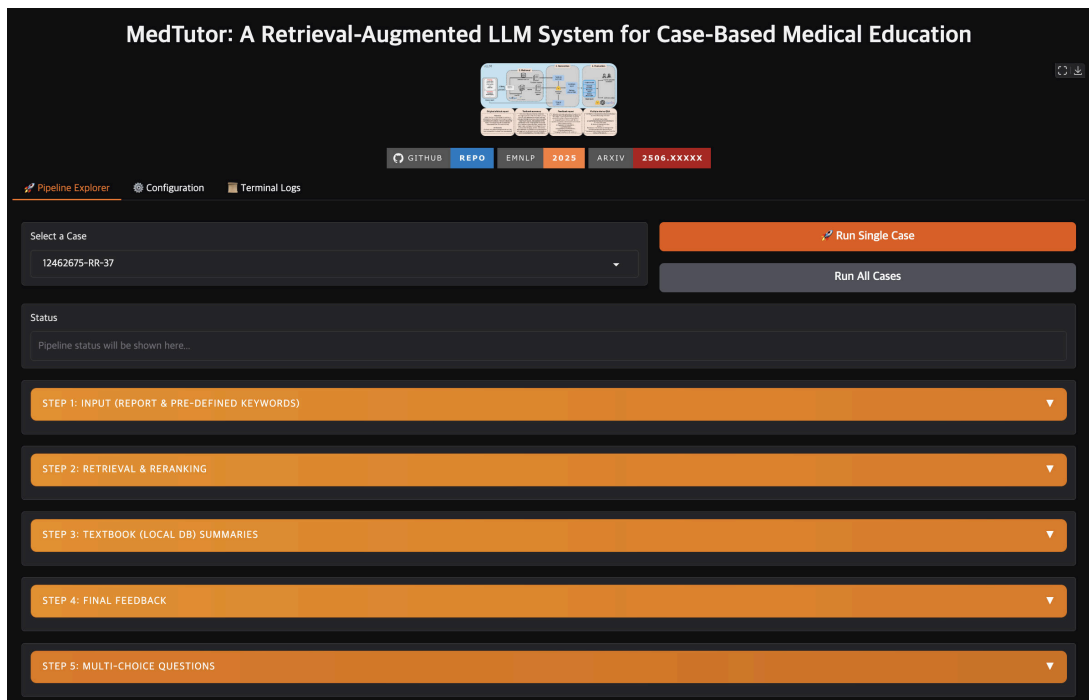 MedTutor: A Retrieval-Augmented LLM System for Case-Based Medical Education
GITHUB REPO EMNLP 2025 ARXIV 2506.XXXXX
Pipeline Explorer Configuration Terminal Logs
Select a Case
12462675-RR-37
Run Single Case
Run All Cases
Status
Pipeline status will be shown here...
STEP 1: INPUT (REPORT & PRE-DEFINED KEYWORDS)
STEP 2: RETRIEVAL & RERANKING
STEP 3: TEXTBOOK (LOCAL DB) SUMMARIES
STEP 4: FINAL FEEDBACK
STEP 5: MULTI-CHOICE QUESTIONS